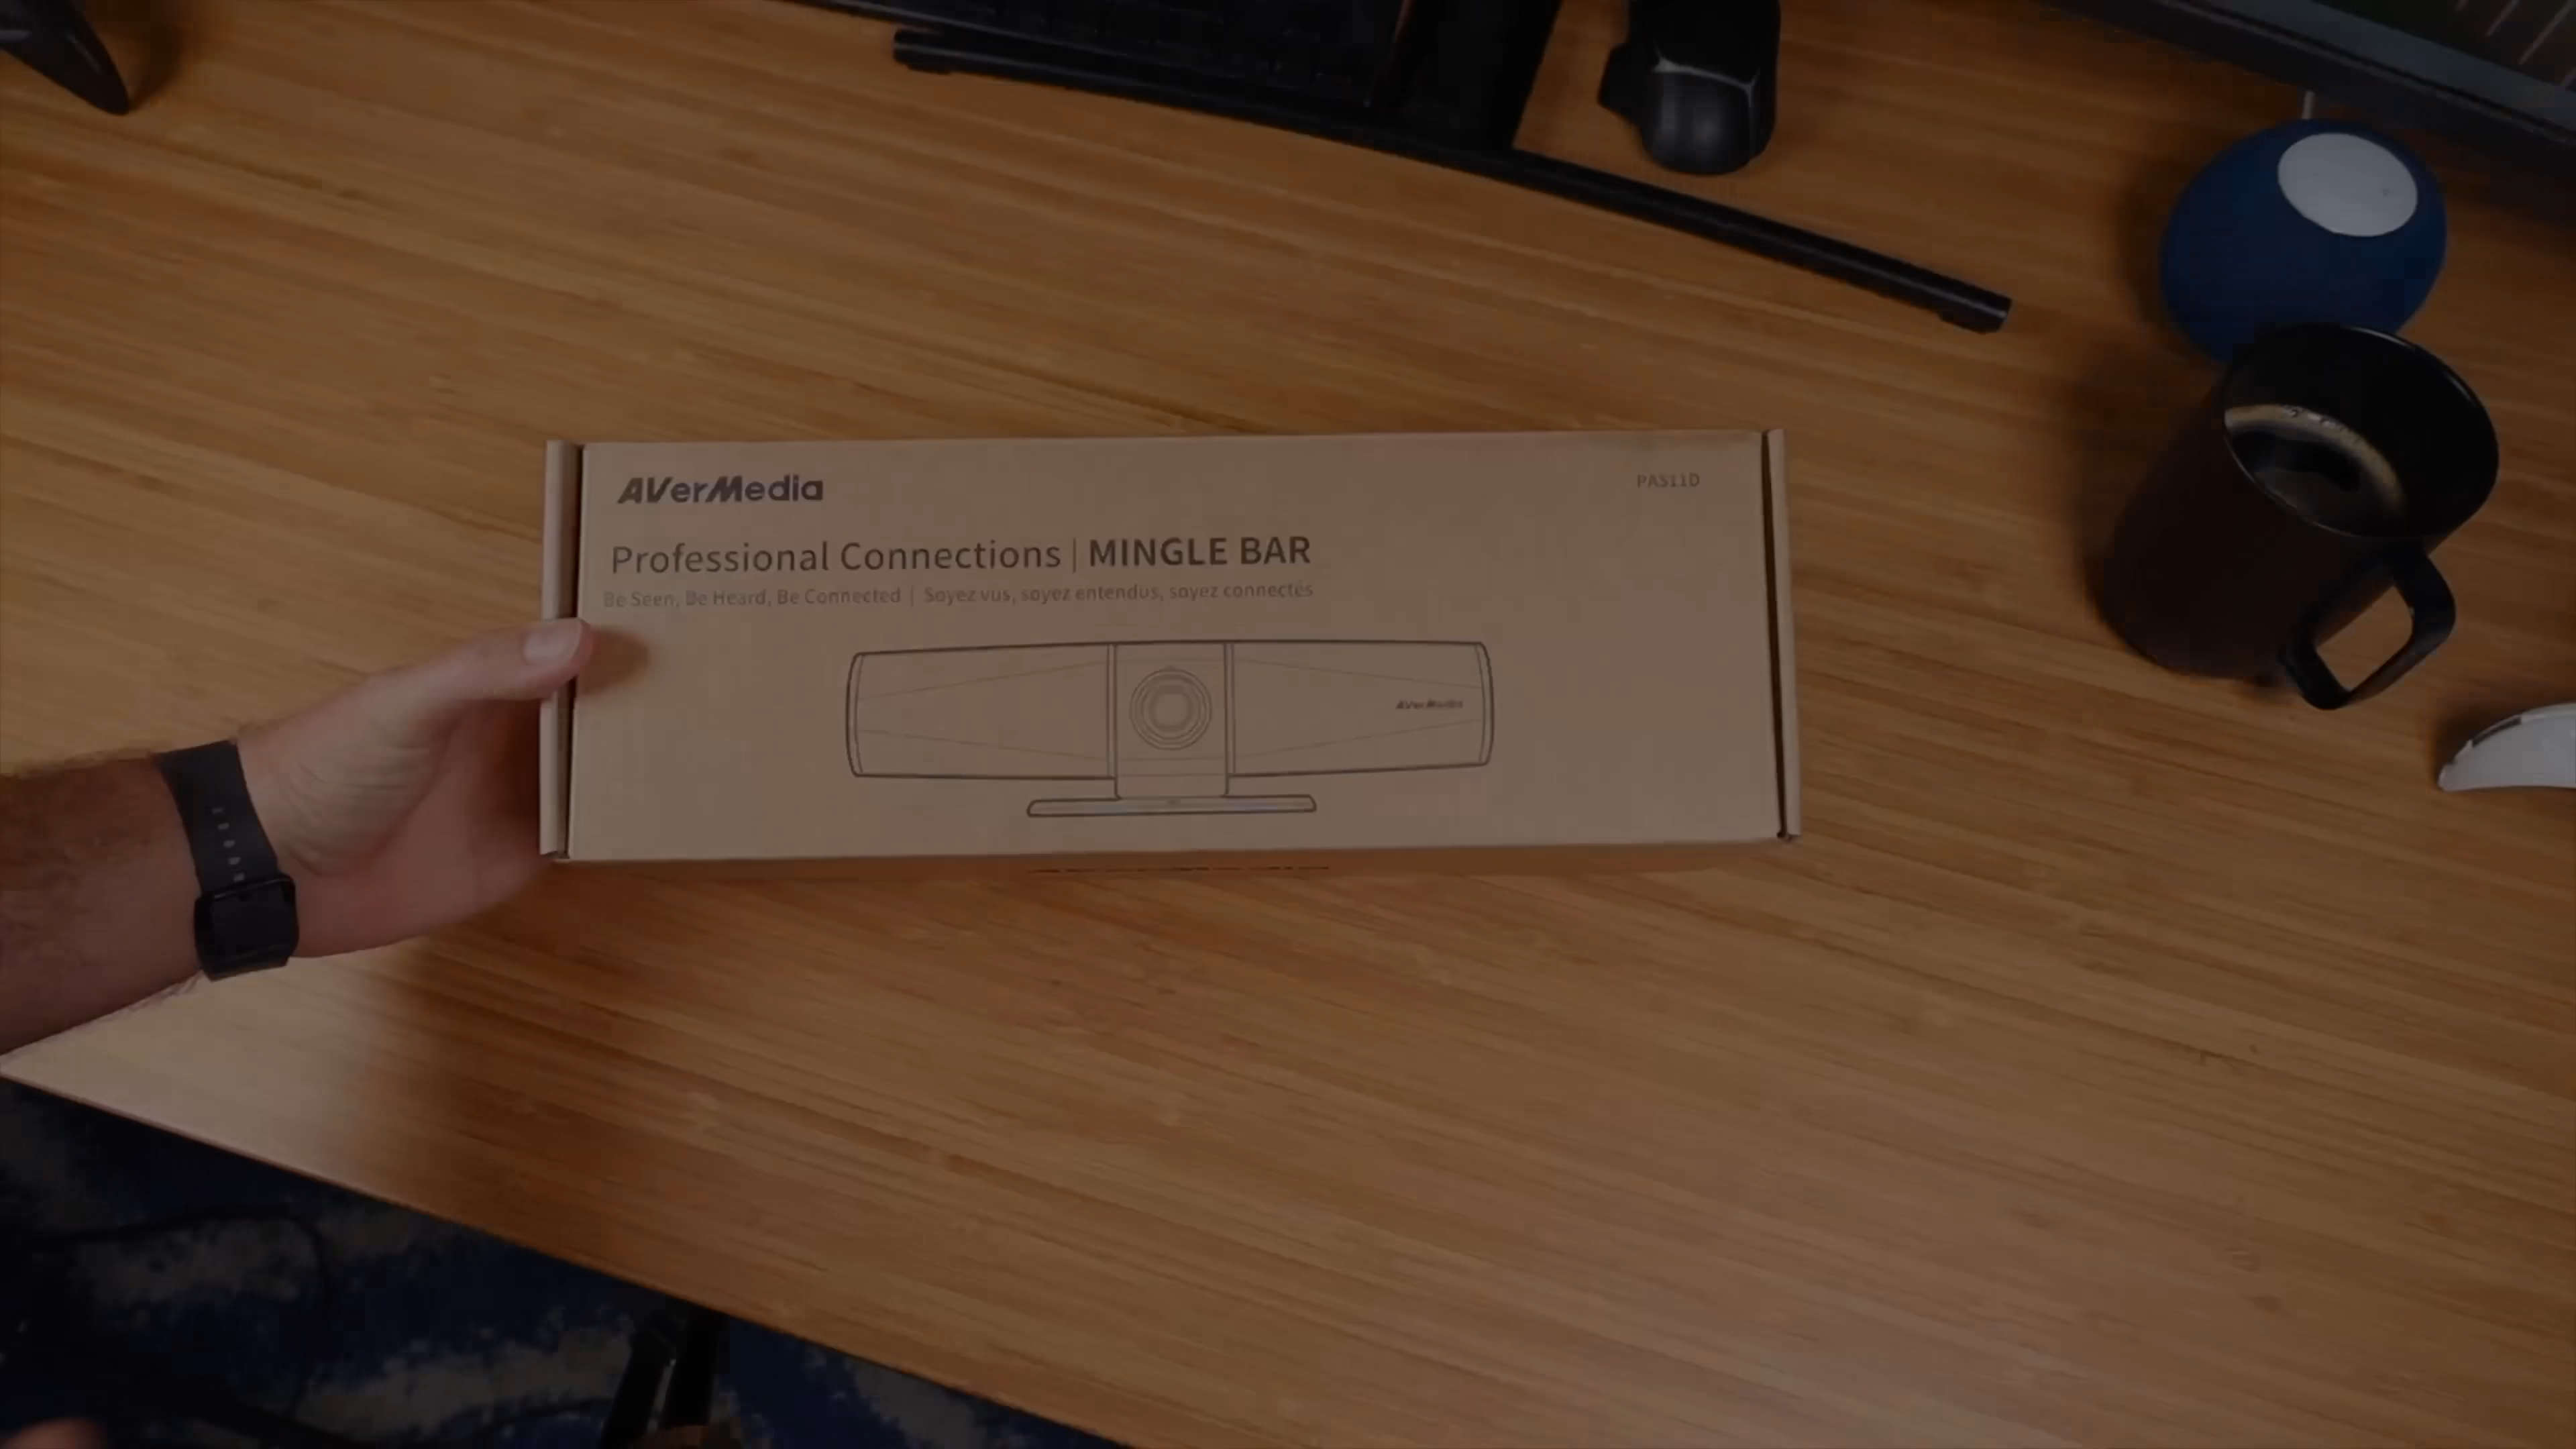 AVerMedia
PA511D
Professional Connections | MINGLE BAR
Be Seen, Be Heard, Be Connected | Soyez vus, soyez entendus, soyez connectés
AVerMedia